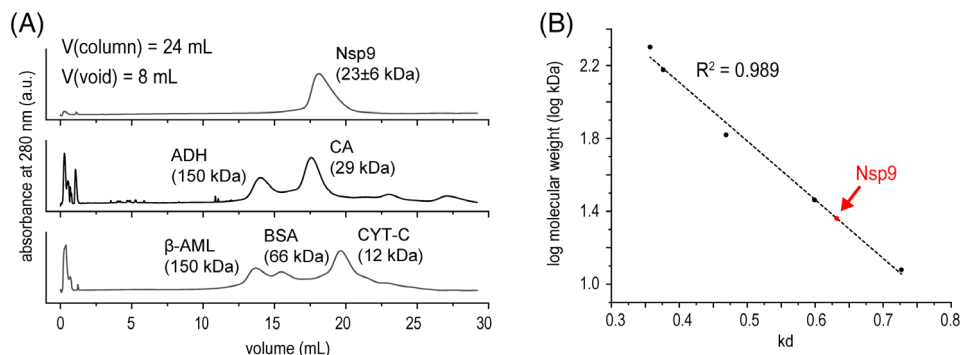 (A)
V(column) = 24 mL
V(void) = 8 mL
Nsp9
(23±6 kDa)
ADH
(150 kDa)
CA
(29 kDa)
β-AML
(150 kDa)
BSA
(66 kDa)
CYT-C
(12 kDa)
absorbance at 280 nm (a.u.)
0 5 10 15 20 25 30
volume (mL)
(B)
R² = 0.989
Nsp9
log molecular weight (log kDa)
2.2
1.8
1.4
1.0
0.3 0.4 0.5 0.6 0.7 0.8
kd